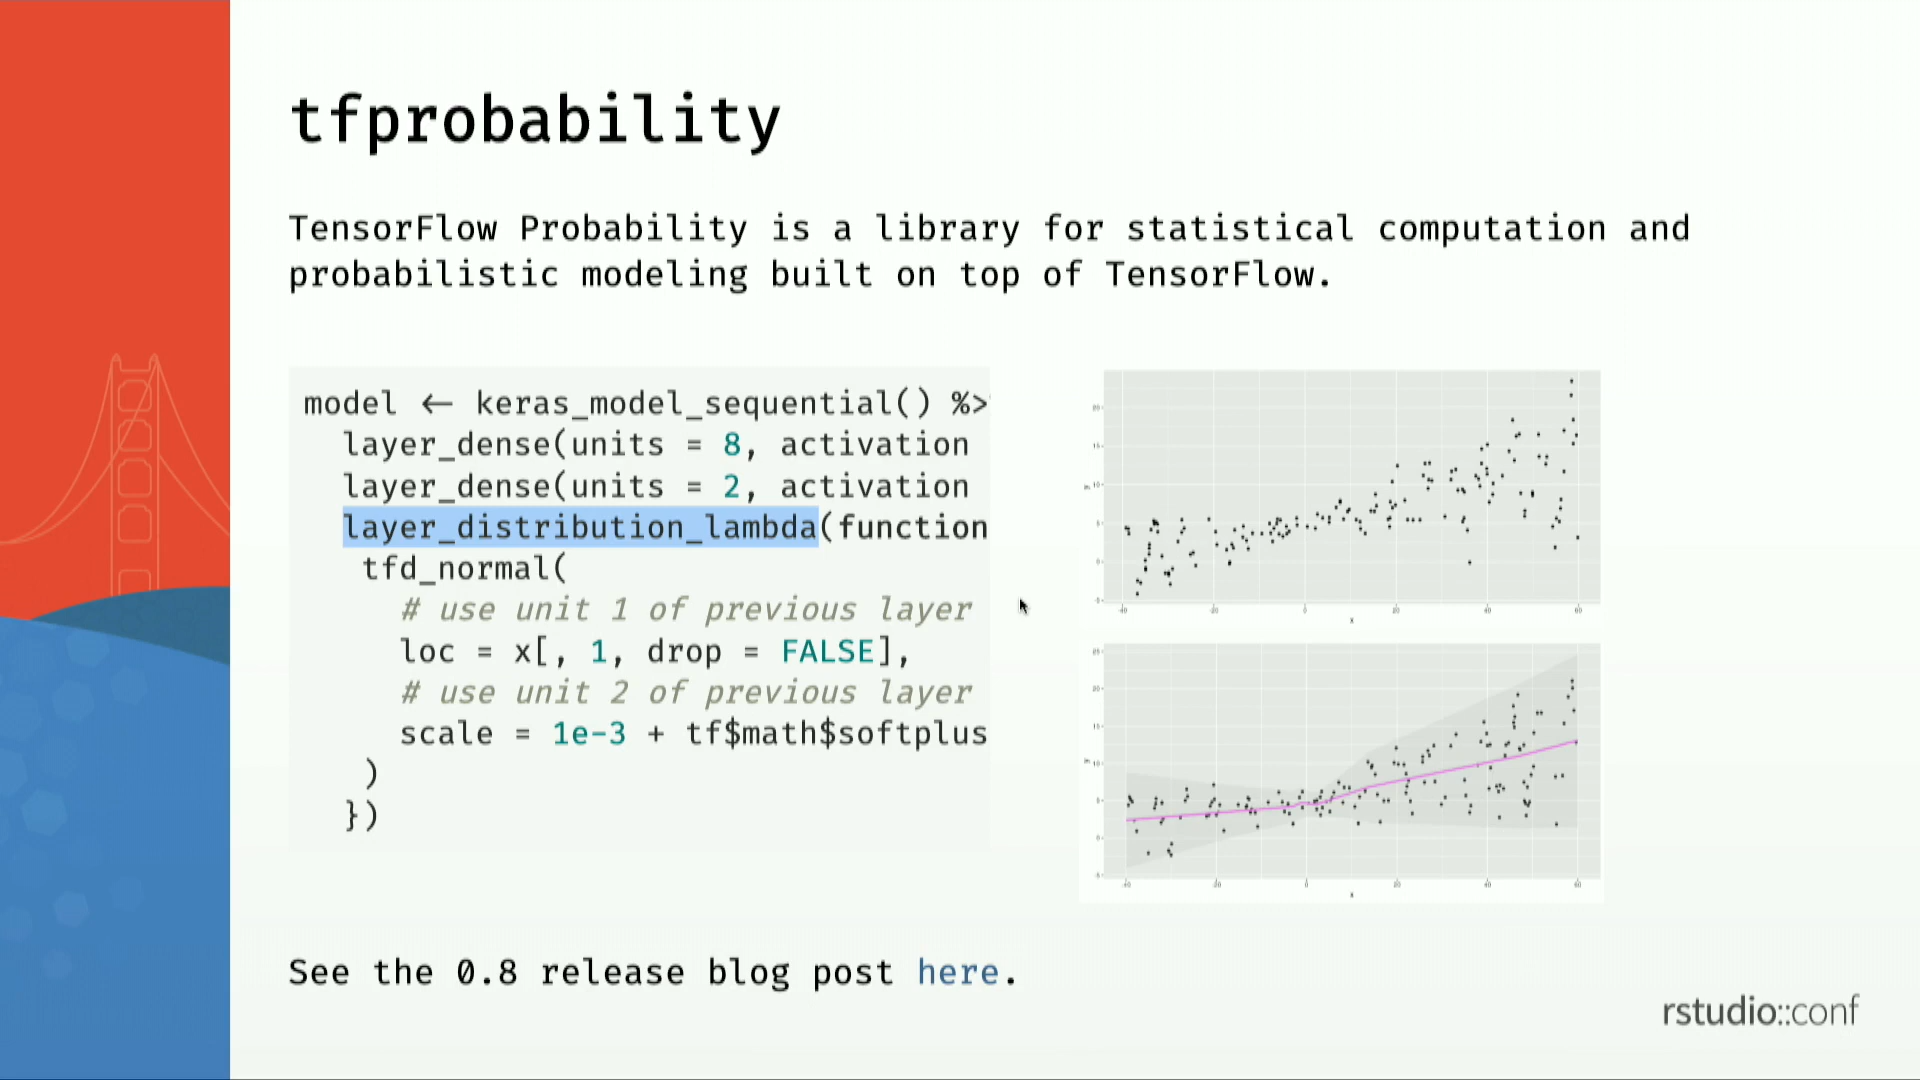 tfprobability
TensorFlow Probability is a library for statistical computation and
probabilistic modeling built on top of TensorFlow.
model ← keras_model_sequential() %>
layer_dense(units = 8, activation
layer_dense(units = 2, activation
layer_distribution_lambda(function
tfd_normal(
# use unit 1 of previous layer
loc = x[, 1, drop = FALSE],
# use unit 2 of previous layer
scale = 1e-3 + tf$math$softplus
)
})
See the 0.8 release blog post here.
rstudio::conf